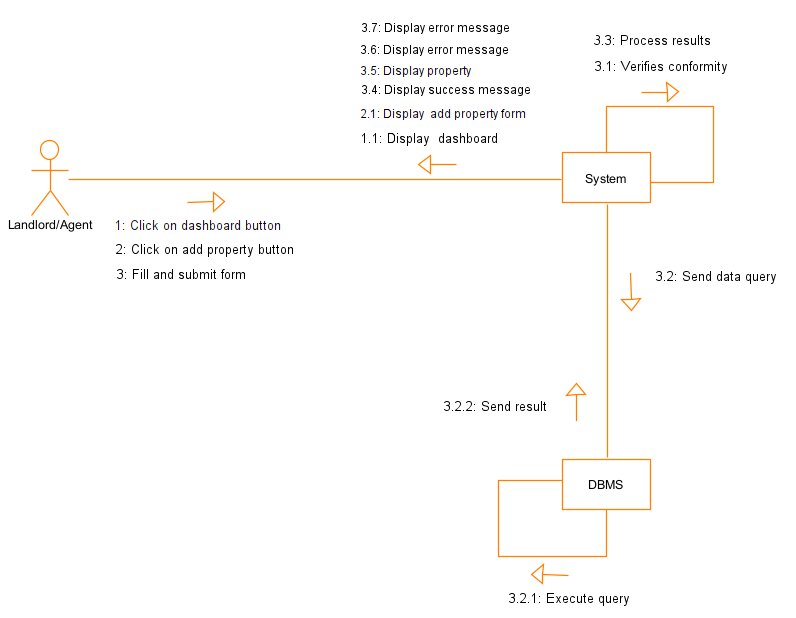 3.7: Display error message
3.6: Display error message
3.5: Display property
3.4: Display success message
2.1: Display add property form
1.1: Display dashboard
3.3: Process results
3.1: Verifies conformity
System
Landlord/Agent
1: Click on dashboard button
2: Click on add property button
3: Fill and submit form
3.2: Send data query
3.2.2: Send result
DBMS
3.2.1: Execute query